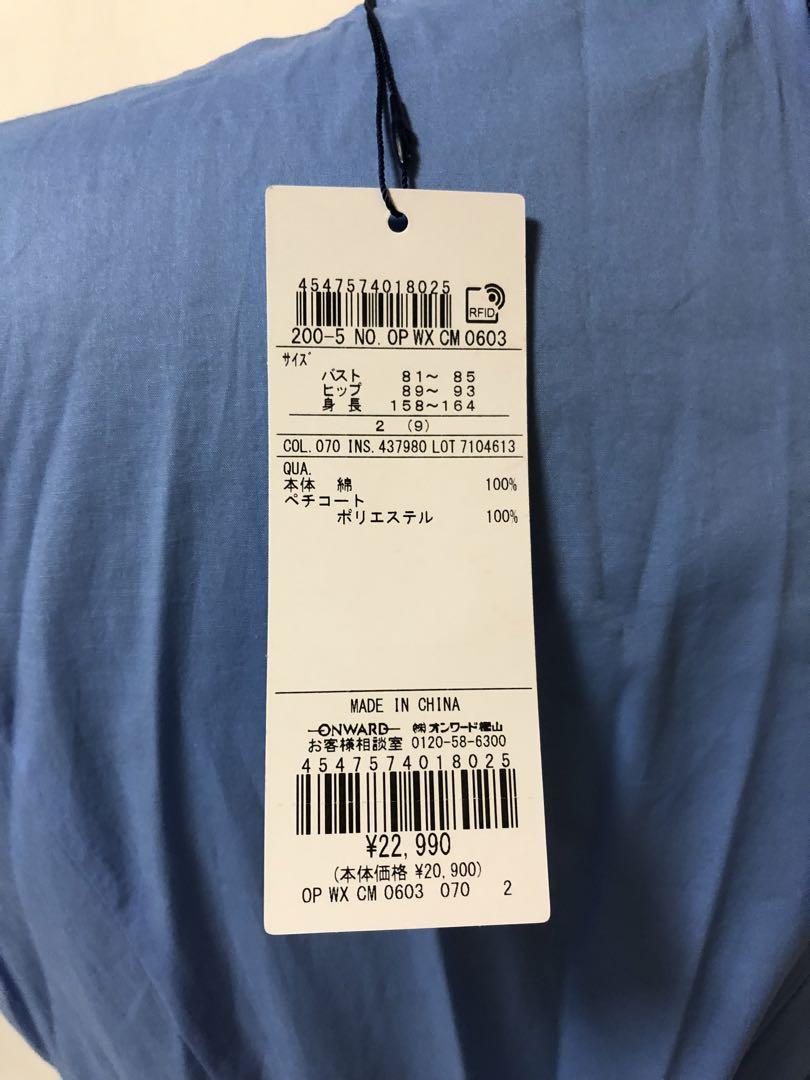 4547574018025
RFID
200-5 NO. OP WX CM 0603
サイズ
バスト 81〜 85
ヒップ 89〜 93
身長 158〜164
2 (9)
COL. 070 INS. 437980 LOT 7104613
QUA.
本体 綿 100%
ペチコート
ポリエステル 100%
MADE IN CHINA
ONWARD ㈱オンワード樫山
お客様相談室 0120-58-6300
4547574018025
¥22,990
(本体価格 ¥20,900)
OP WX CM 0603 070 2